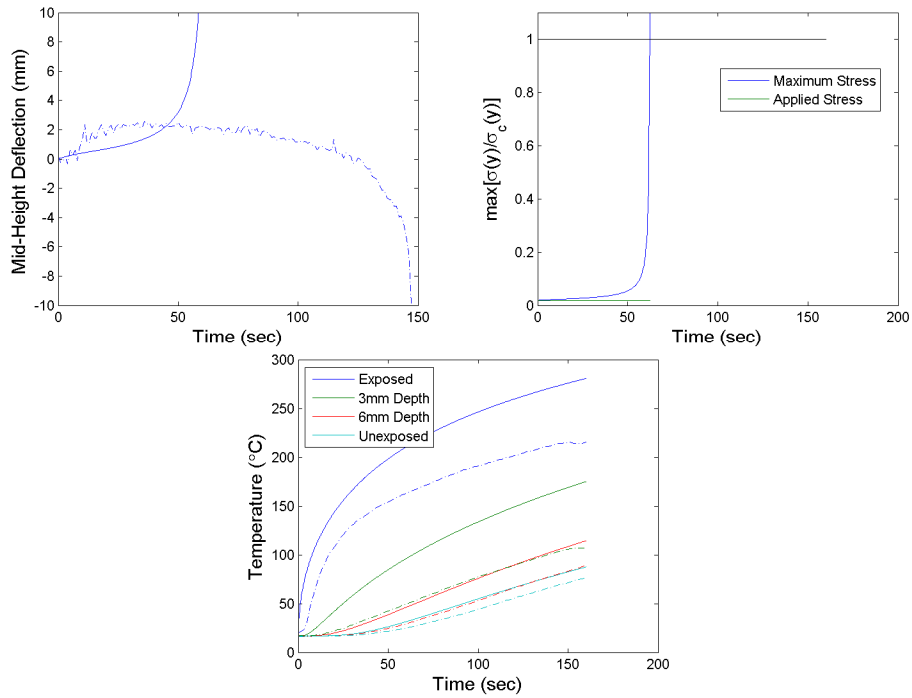 10
8
6
4
2
0
-2
-4
-6
-8
-10
Mid-Height Deflection (mm)
0 50 100 150
Time (sec)
1
0.8
0.6
0.4
0.2
0
max[σ(y)/σc(y)]
Maximum Stress
Applied Stress
0 50 100 150 200
Time (sec)
300
250
200
150
100
50
0
Temperature (°C)
Exposed
3mm Depth
6mm Depth
Unexposed
0 50 100 150 200
Time (sec)